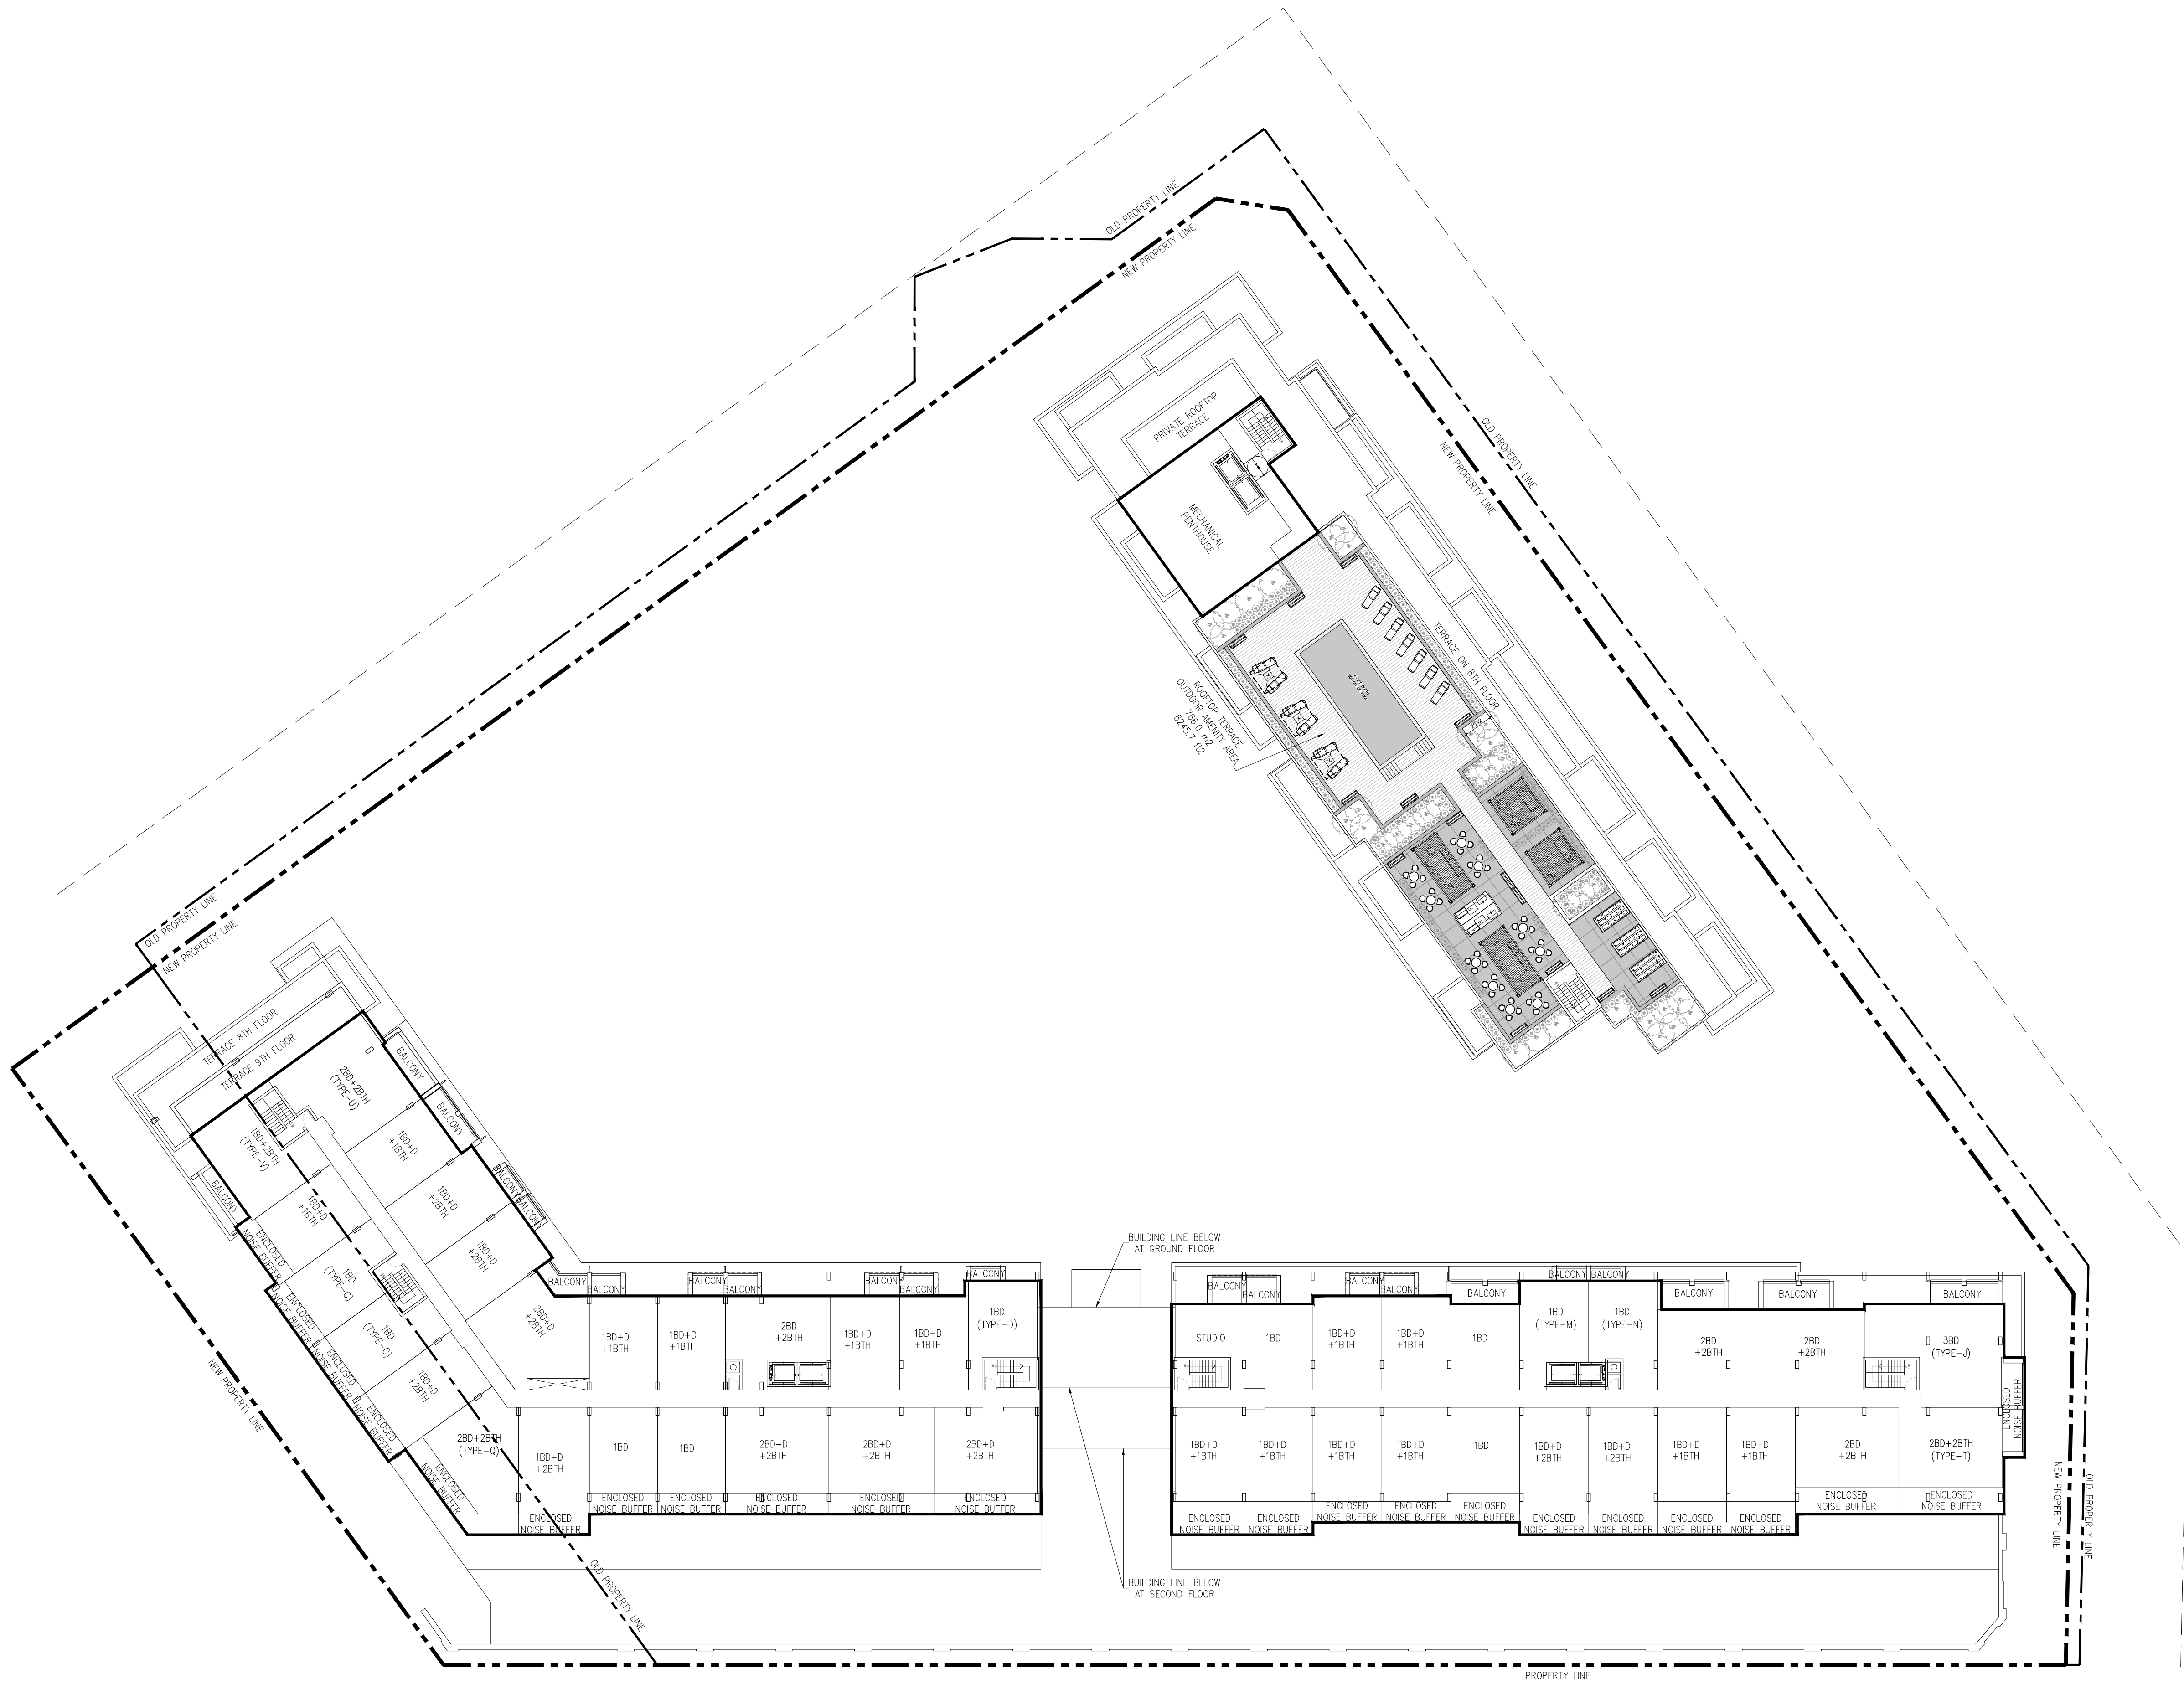 OLD PROPERTY LINE
NEW PROPERTY LINE
PRIVATE ROOFTOP
TERRACE
MECHANICAL
PENTHOUSE
OLD PROPERTY LINE
NEW PROPERTY LINE
TERRACE ON 8TH FLOOR
ROOFTOP TERRACE
OUTDOOR AMENITY AREA
766.0 m2
8245.7 ft2
OLD PROPERTY LINE
NEW PROPERTY LINE
TERRACE 8TH FLOOR
TERRACE 9TH FLOOR
2BD+2BTH
(TYPE-U)
BALCONY
BALCONY
1BD+2BTH
(TYPE-V)
BALCONY
1BD+D
+1BTH
1BD+D
+1BTH
1BD+D
+2BTH
BALCONY
BALCONY
ENCLOSED
NOISE BUFFER
1BD
(TYPE-C)
1BD+D
+2BTH
ENCLOSED
NOISE BUFFER
1BD
(TYPE-C)
2BD+D
+2BTH
ENCLOSED
NOISE BUFFER
1BD+D
+2BTH
ENCLOSED
NOISE BUFFER
NEW PROPERTY LINE
2BD+2BTH
(TYPE-Q)
ENCLOSED
NOISE BUFFER
BUILDING LINE BELOW
AT GROUND FLOOR
BALCONY
BALCONY
BALCONY
BALCONY
BALCONY
BALCONY
BALCONY
1BD+D
+1BTH
1BD+D
+1BTH
2BD
+2BTH
1BD+D
+1BTH
1BD+D
+1BTH
1BD
(TYPE-D)
1BD+D
+2BTH
1BD
1BD
2BD+D
+2BTH
2BD+D
+2BTH
2BD+D
+2BTH
ENCLOSED
NOISE BUFFER
ENCLOSED
NOISE BUFFER
ENCLOSED
NOISE BUFFER
ENCLOSED
NOISE BUFFER
ENCLOSED
NOISE BUFFER
ENCLOSED
NOISE BUFFER
BALCONY
BALCONY
BALCONY
BALCONY
BALCONY
BALCONY
BALCONY
BALCONY
BALCONY
BALCONY
STUDIO
1BD
1BD+D
+1BTH
1BD+D
+1BTH
1BD
1BD
(TYPE-M)
1BD
(TYPE-N)
2BD
+2BTH
2BD
+2BTH
3BD
(TYPE-J)
ENCLOSED
NOISE BUFFER
1BD+D
+1BTH
1BD+D
+1BTH
1BD+D
+1BTH
1BD+D
+1BTH
1BD
1BD+D
+2BTH
1BD+D
+2BTH
1BD+D
+1BTH
1BD+D
+1BTH
2BD
+2BTH
2BD+2BTH
(TYPE-T)
ENCLOSED
NOISE BUFFER
ENCLOSED
NOISE BUFFER
ENCLOSED
NOISE BUFFER
ENCLOSED
NOISE BUFFER
ENCLOSED
NOISE BUFFER
ENCLOSED
NOISE BUFFER
ENCLOSED
NOISE BUFFER
ENCLOSED
NOISE BUFFER
ENCLOSED
NOISE BUFFER
ENCLOSED
NOISE BUFFER
ENCLOSED
NOISE BUFFER
NEW PROPERTY LINE
OLD PROPERTY LINE
OLD PROPERTY LINE
BUILDING LINE BELOW
AT SECOND FLOOR
PROPERTY LINE